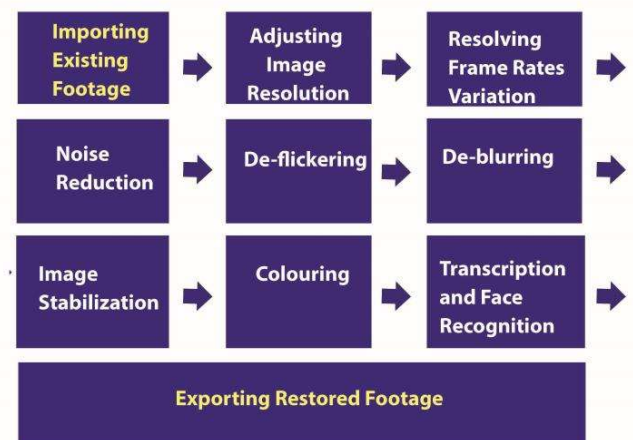 Importing
Existing
Footage
Adjusting
Image
Resolution
Resolving
Frame Rates
Variation
Noise
Reduction
De-flickering
De-blurring
Image
Stabilization
Colouring
Transcription
and Face
Recognition
Exporting Restored Footage